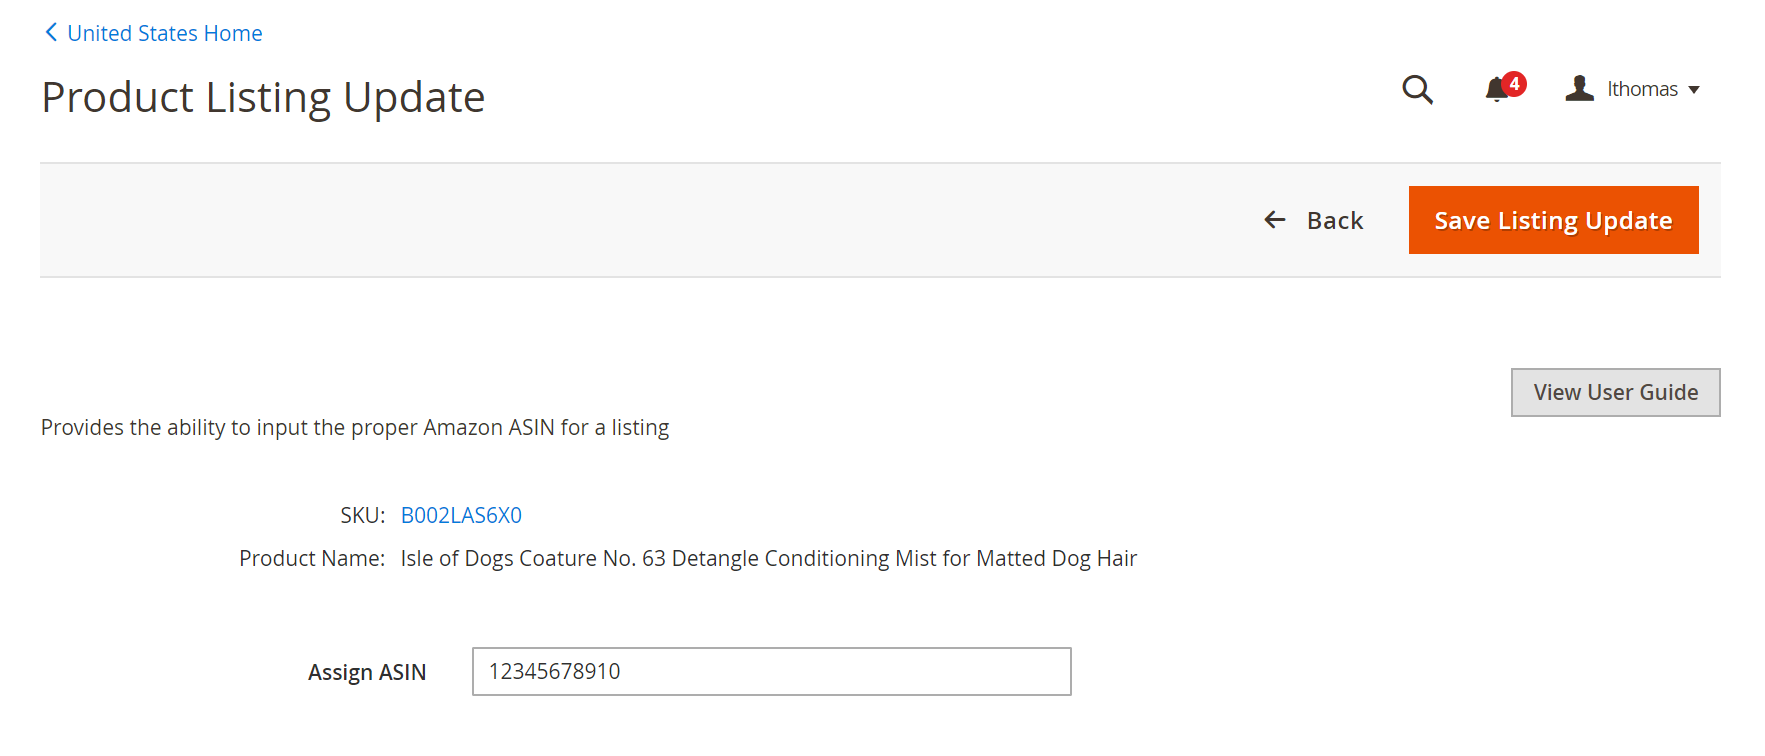 United States Home
Product Listing Update
4
lthomas
Back
Save Listing Update
View User Guide
Provides the ability to input the proper Amazon ASIN for a listing
SKU: B002LAS6X0
Product Name: Isle of Dogs Coature No. 63 Detangle Conditioning Mist for Matted Dog Hair
Assign ASIN 12345678910